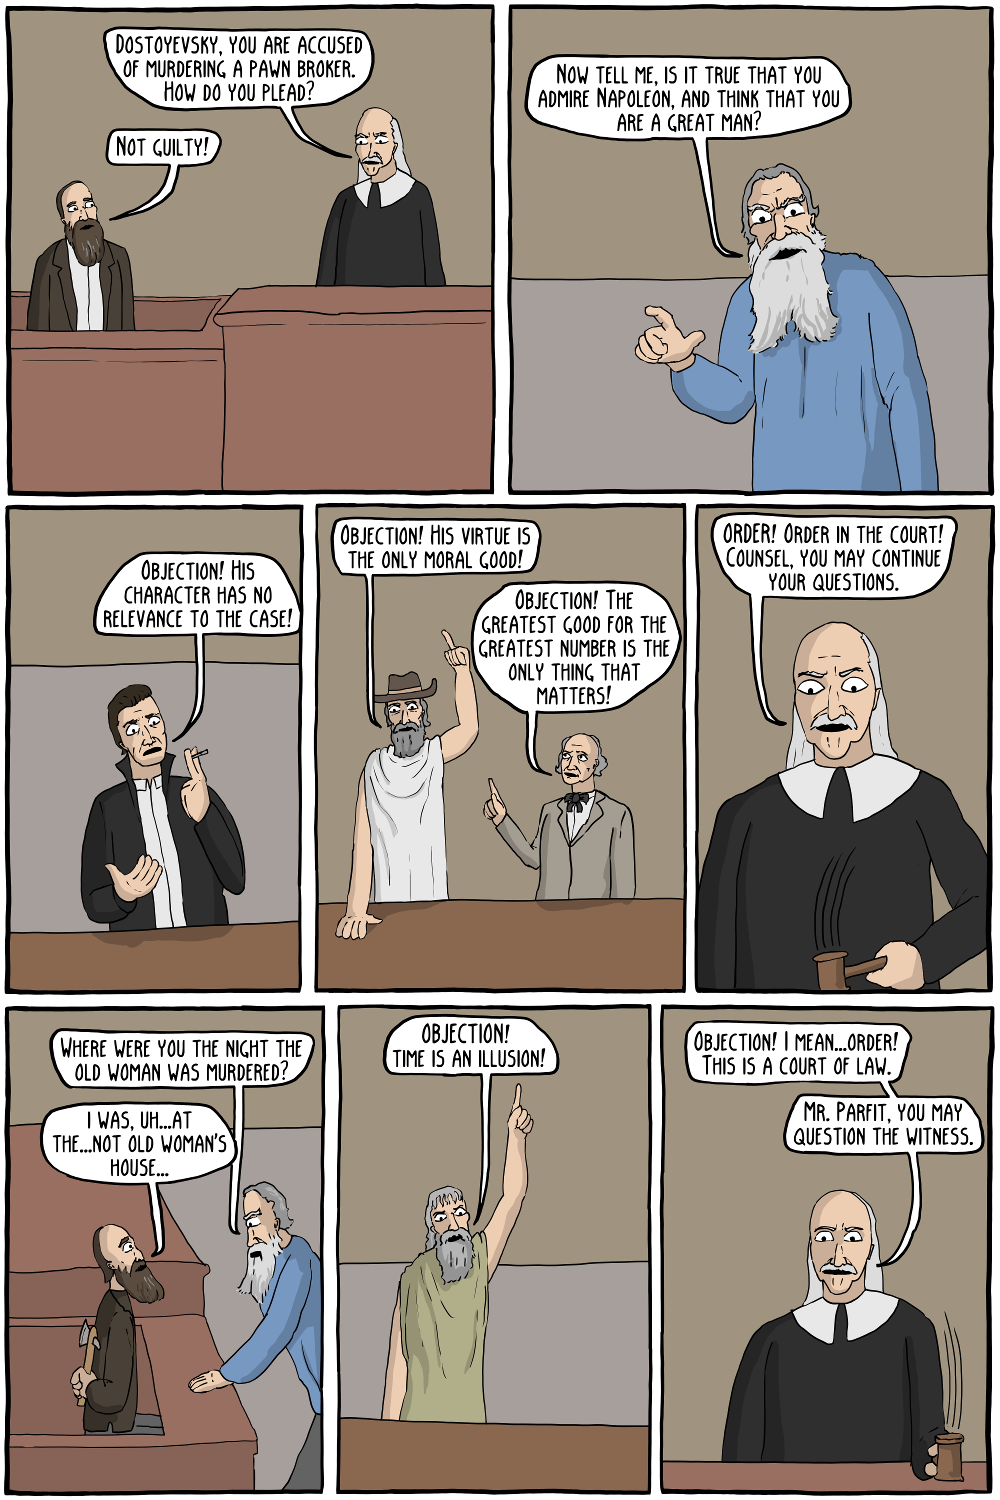 Dostoyevsky, you are accused
of murdering a pawn broker.
How do you plead?
Not guilty!
Now tell me, is it true that you
admire Napoleon, and think that you
are a great man?
Objection! His
character has no
relevance to the case!
Objection! His virtue is
the only moral good!
Objection! The
greatest good for the
greatest number is the
only thing that
matters!
Order! Order in the court!
Counsel, you may continue
your questions.
Where were you the night the
old woman was murdered?
I was, uh...at
the...not old woman's
house...
Objection!
Time is an illusion!
Objection! I mean...order!
This is a court of law.
Mr. Parfit, you may
question the witness.